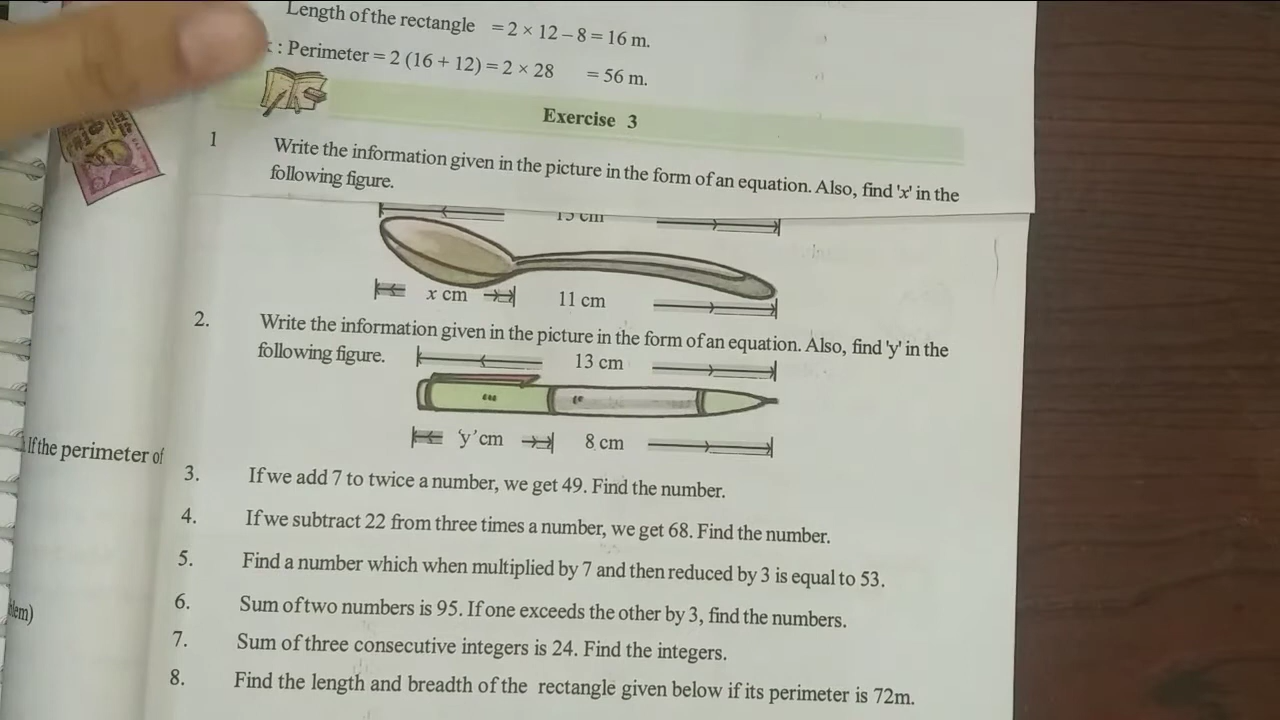 Length of the rectangle = 2 × 12 – 8 = 16 m.
: Perimeter = 2 (16 + 12) = 2 × 28 = 56 m.
Exercise 3
1 Write the information given in the picture in the form of an equation. Also, find 'x' in the
following figure.
x cm 11 cm
2. Write the information given in the picture in the form of an equation. Also, find 'y' in the
following figure.
13 cm
'y' cm 8 cm
If the perimeter of
3. If we add 7 to twice a number, we get 49. Find the number.
4. If we subtract 22 from three times a number, we get 68. Find the number.
5. Find a number which when multiplied by 7 and then reduced by 3 is equal to 53.
6. Sum of two numbers is 95. If one exceeds the other by 3, find the numbers.
7. Sum of three consecutive integers is 24. Find the integers.
8. Find the length and breadth of the rectangle given below if its perimeter is 72m.